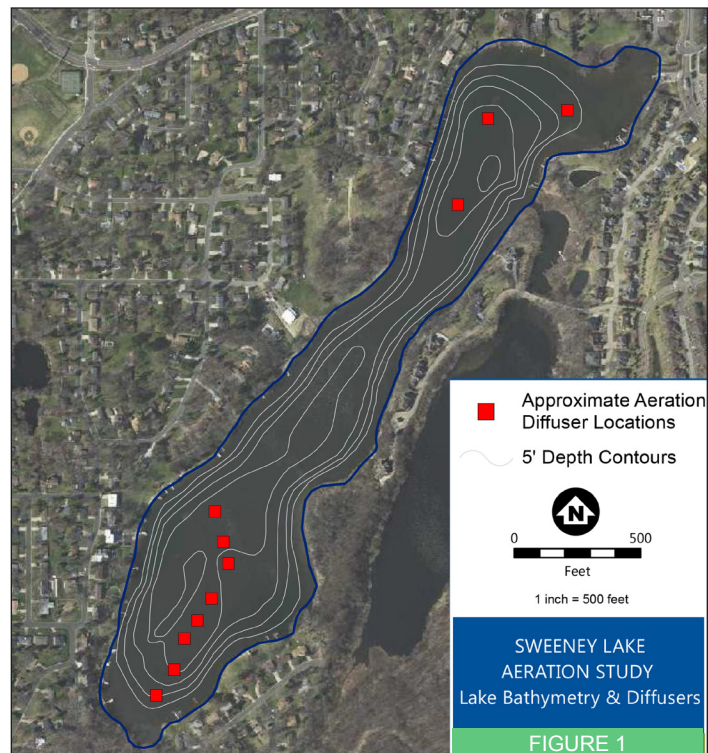 Approximate Aeration
Diffuser Locations
5' Depth Contours
N
0 500
Feet
1 inch = 500 feet
SWEENEY LAKE
AERATION STUDY
Lake Bathymetry & Diffusers
FIGURE 1